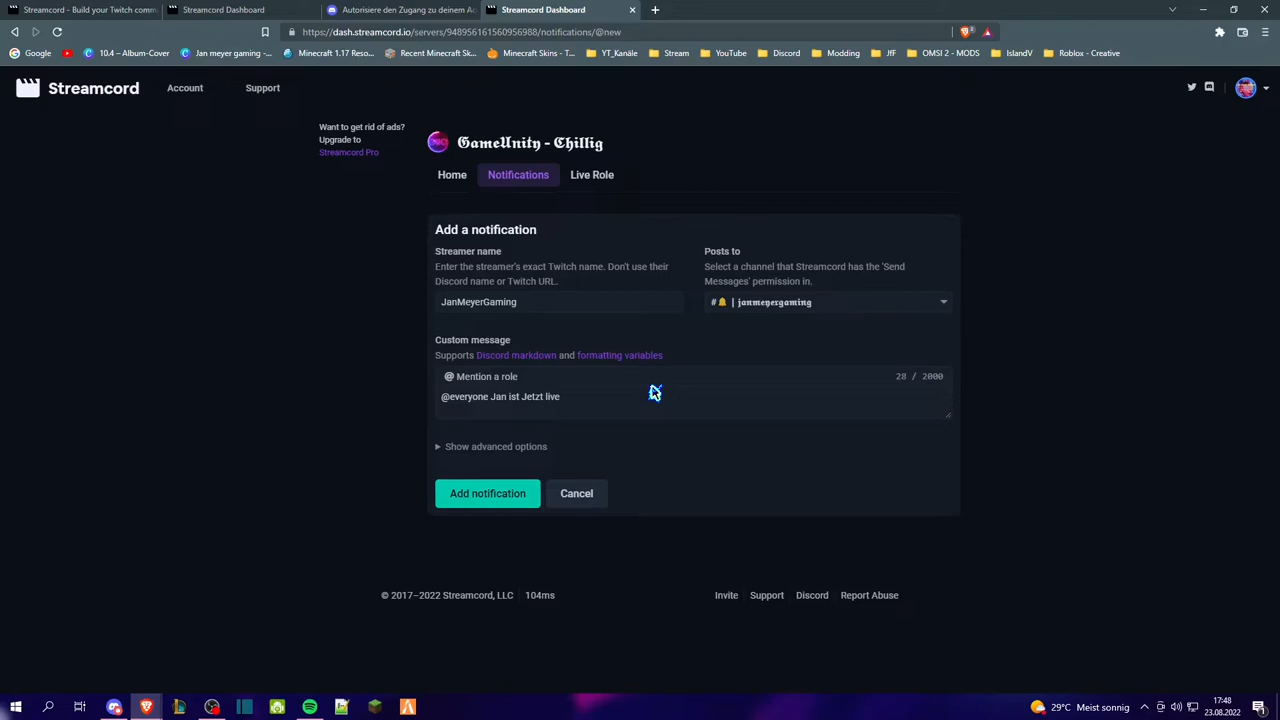 Streamcord - Build your Twitch comm
Streamcord Dashboard
Autorisiere den Zugang zu deinem Ac
Streamcord Dashboard
https://dash.streamcord.io/servers/948956161560956988/notifications/@new
Google
10.4 – Album-Cover
Jan meyer gaming -...
Minecraft 1.17 Reso...
Recent Minecraft Ski...
Minecraft Skins - T...
YT_Kanäle
Stream
YouTube
Discord
Modding
JfF
OMSI 2 - MODS
IslandV
Roblox - Creative
Streamcord
Account
Support
Want to get rid of ads?
Upgrade to
Streamcord Pro
𝕲𝖆𝖒𝖊𝖀𝖓𝖎𝖙𝖞 - 𝕮𝖍𝖎𝖑𝖑𝖎𝖌
Home
Notifications
Live Role
Add a notification
Streamer name
Enter the streamer's exact Twitch name. Don't use their
Discord name or Twitch URL.
JanMeyerGaming
Posts to
Select a channel that Streamcord has the 'Send
Messages' permission in.
#🔔 | 𝖏𝖆𝖓𝖒𝖊𝖞𝖊𝖗𝖌𝖆𝖒𝖎𝖓𝖌
Custom message
Supports Discord markdown and formatting variables
@ Mention a role
28 / 2000
@everyone Jan ist Jetzt live
Show advanced options
Add notification
Cancel
© 2017–2022 Streamcord, LLC
104ms
Invite
Support
Discord
Report Abuse
29°C Meist sonnig
17:48
23.08.2022